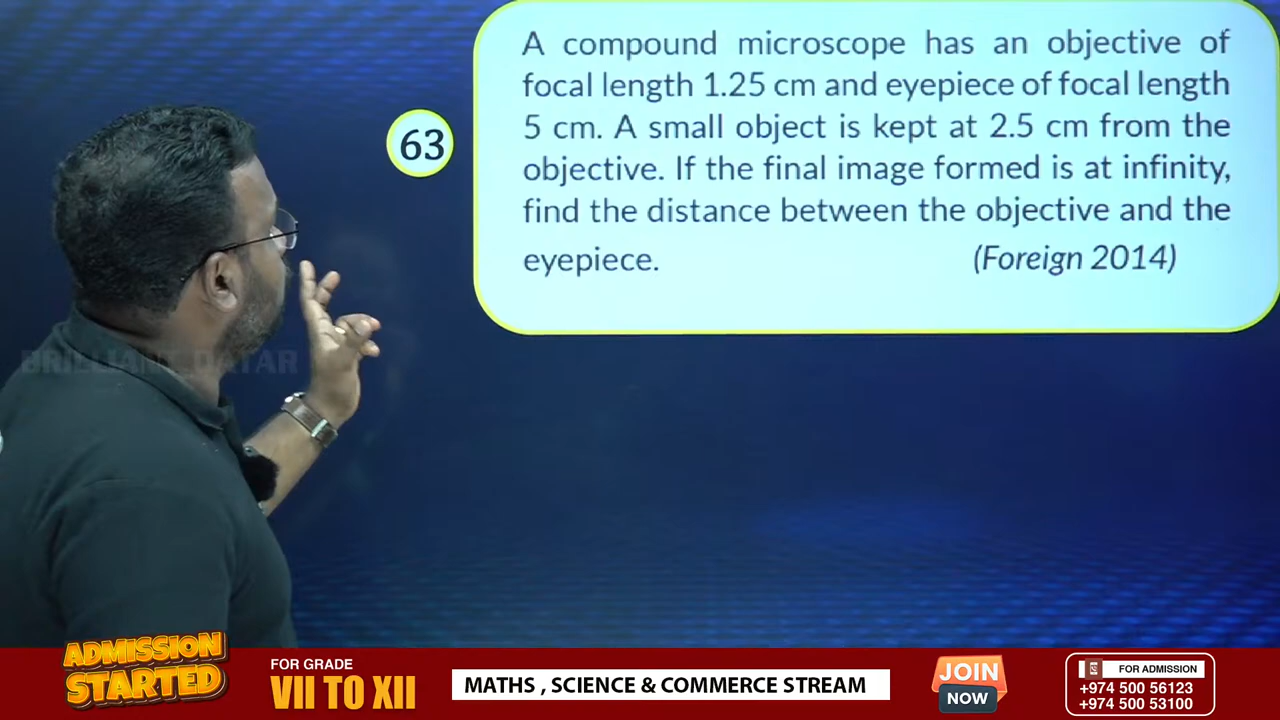 A compound microscope has an objective of
focal length 1.25 cm and eyepiece of focal length
63
5 cm. A small object is kept at 2.5 cm from the
objective. If the final image formed is at infinity,
find the distance between the objective and the
eyepiece. (Foreign 2014)
BRILLIANT QATAR
ADMISSION
STARTED
FOR GRADE
VII TO XII
MATHS , SCIENCE & COMMERCE STREAM
JOIN
NOW
FOR ADMISSION
+974 500 56123
+974 500 53100